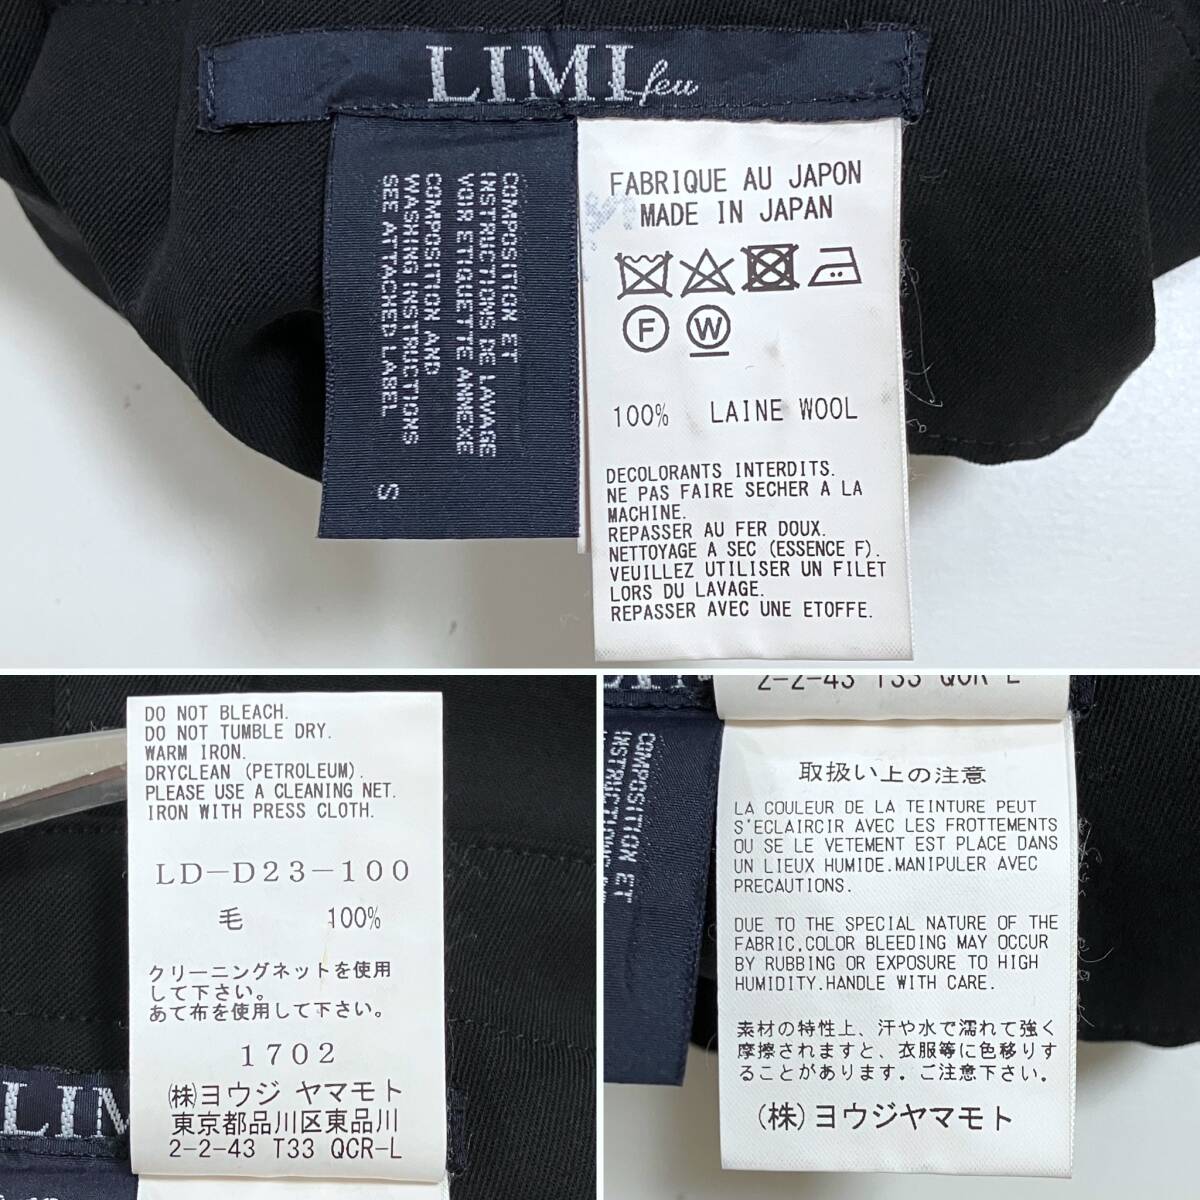 LIMI feu
COMPOSITION ET
INSTRUCTIONS DE LAVAGE
VOIR ETIQUETTE ANNEXE
COMPOSITION AND
WASHING INSTRUCTIONS
SEE ATTACHED LABEL
S
FABRIQUE AU JAPON
MADE IN JAPAN
F W
100% LAINE WOOL
DECOLORANTS INTERDITS.
NE PAS FAIRE SECHER A LA
MACHINE.
REPASSER AU FER DOUX.
NETTOYAGE A SEC (ESSENCE F).
VEUILLEZ UTILISER UN FILET
LORS DU LAVAGE.
REPASSER AVEC UNE ETOFFE.
DO NOT BLEACH.
DO NOT TUMBLE DRY.
WARM IRON.
DRYCLEAN (PETROLEUM).
PLEASE USE A CLEANING NET.
IRON WITH PRESS CLOTH.
LD-D23-100
毛 100%
クリーニングネットを使用
して下さい。
あて布を使用して下さい。
1702
(株)ヨウジ ヤマモト
東京都品川区東品川
2-2-43 T33 QCR-L
LIM
2-2-43 T33 QCR-L
COMPOSITION ET
取扱い上の注意
LA COULEUR DE LA TEINTURE PEUT
S'ECLAIRCIR AVEC LES FROTTEMENTS
OU SE LE VETEMENT EST PLACE DANS
UN LIEUX HUMIDE.MANIPULER AVEC
PRECAUTIONS.
DUE TO THE SPECIAL NATURE OF THE
FABRIC,COLOR BLEEDING MAY OCCUR
BY RUBBING OR EXPOSURE TO HIGH
HUMIDITY.HANDLE WITH CARE.
素材の特性上、汗や水で濡れて強く
摩擦されますと、衣服等に色移りす
ることがあります。ご注意下さい。
(株)ヨウジヤマモト